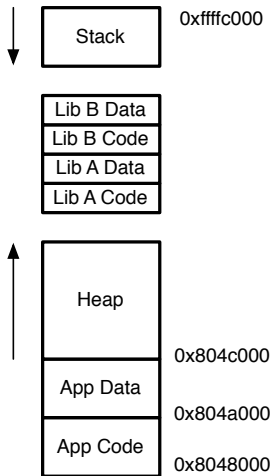 0xffffc000
Stack
Lib B Data
Lib B Code
Lib A Data
Lib A Code
Heap
0x804c000
App Data
0x804a000
App Code
0x8048000